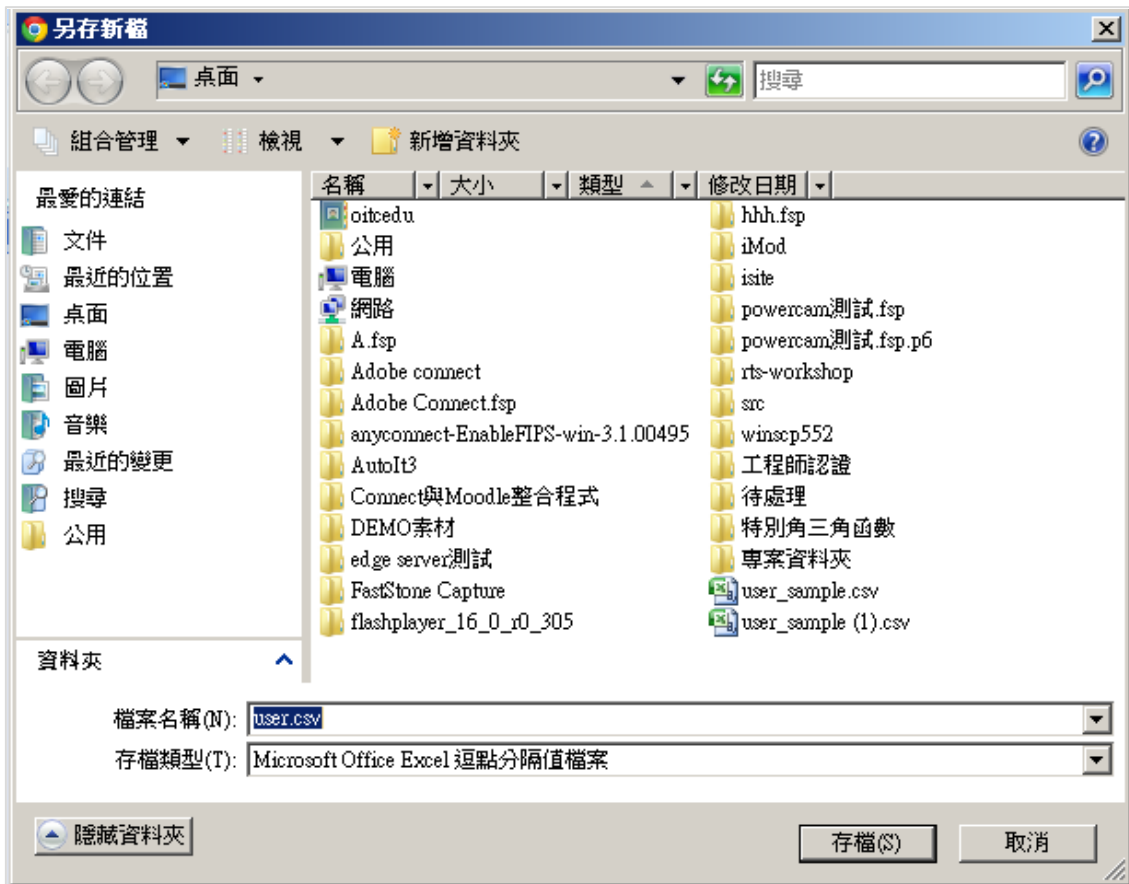 另存新檔
桌面
搜尋
組合管理 檢視 新增資料夾
最愛的連結
文件
最近的位置
桌面
電腦
圖片
音樂
最近的變更
搜尋
公用
資料夾
名稱 大小 類型 修改日期
oitcedu
公用
電腦
網路
A.fsp
Adobe connect
Adobe Connect.fsp
anyconnect-EnableFIPS-win-3.1.00495
AutoIt3
Connect與Moodle整合程式
DEMO素材
edge server測試
FastStone Capture
flashplayer_16_0_r0_305
hhh.fsp
iMod
isite
powercam測試.fsp
powercam測試.fsp.p6
rts-workshop
src
winscp552
工程師認證
待處理
特別角三角函數
專案資料夾
user_sample.csv
user_sample (1).csv
檔案名稱(N): user.csv
存檔類型(T): Microsoft Office Excel 逗點分隔值檔案
隱藏資料夾 存檔(S) 取消